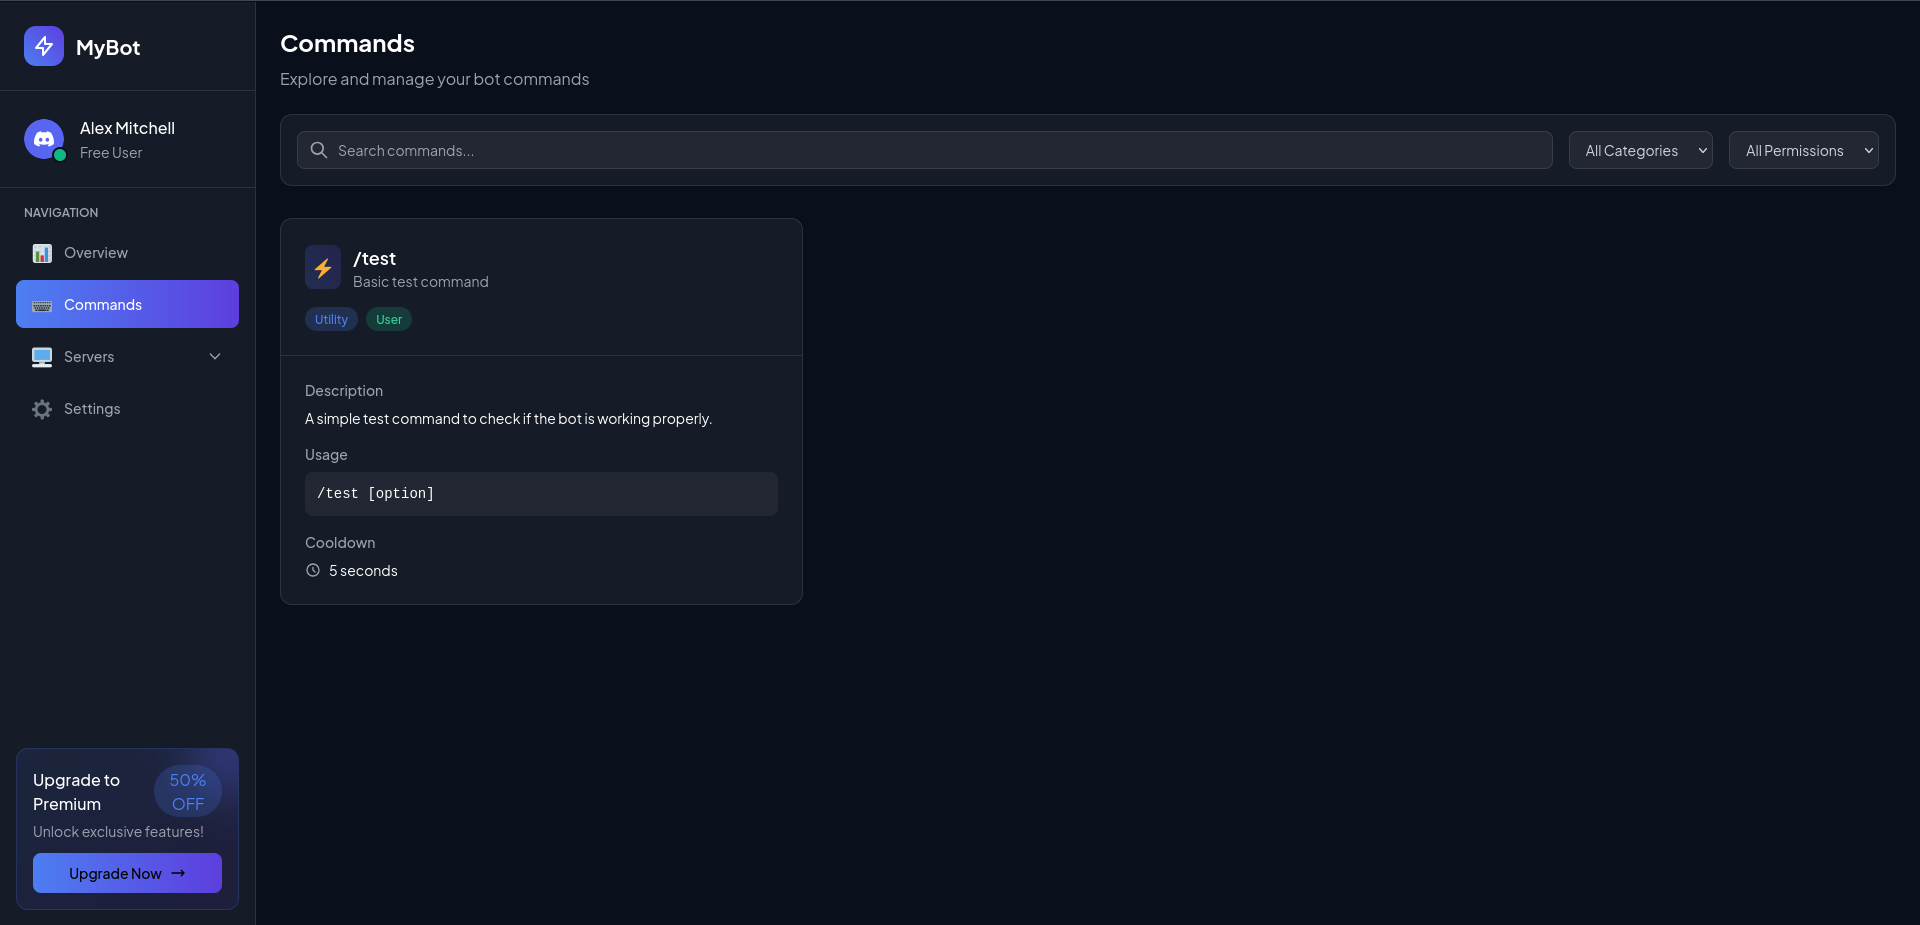 MyBot
Alex Mitchell
Free User
NAVIGATION
Overview
Commands
Servers
Settings
Upgrade to
Premium
50%
OFF
Unlock exclusive features!
Upgrade Now →
Commands
Explore and manage your bot commands
Search commands...
All Categories
All Permissions
/test
Basic test command
Utility
User
Description
A simple test command to check if the bot is working properly.
Usage
/test [option]
Cooldown
5 seconds